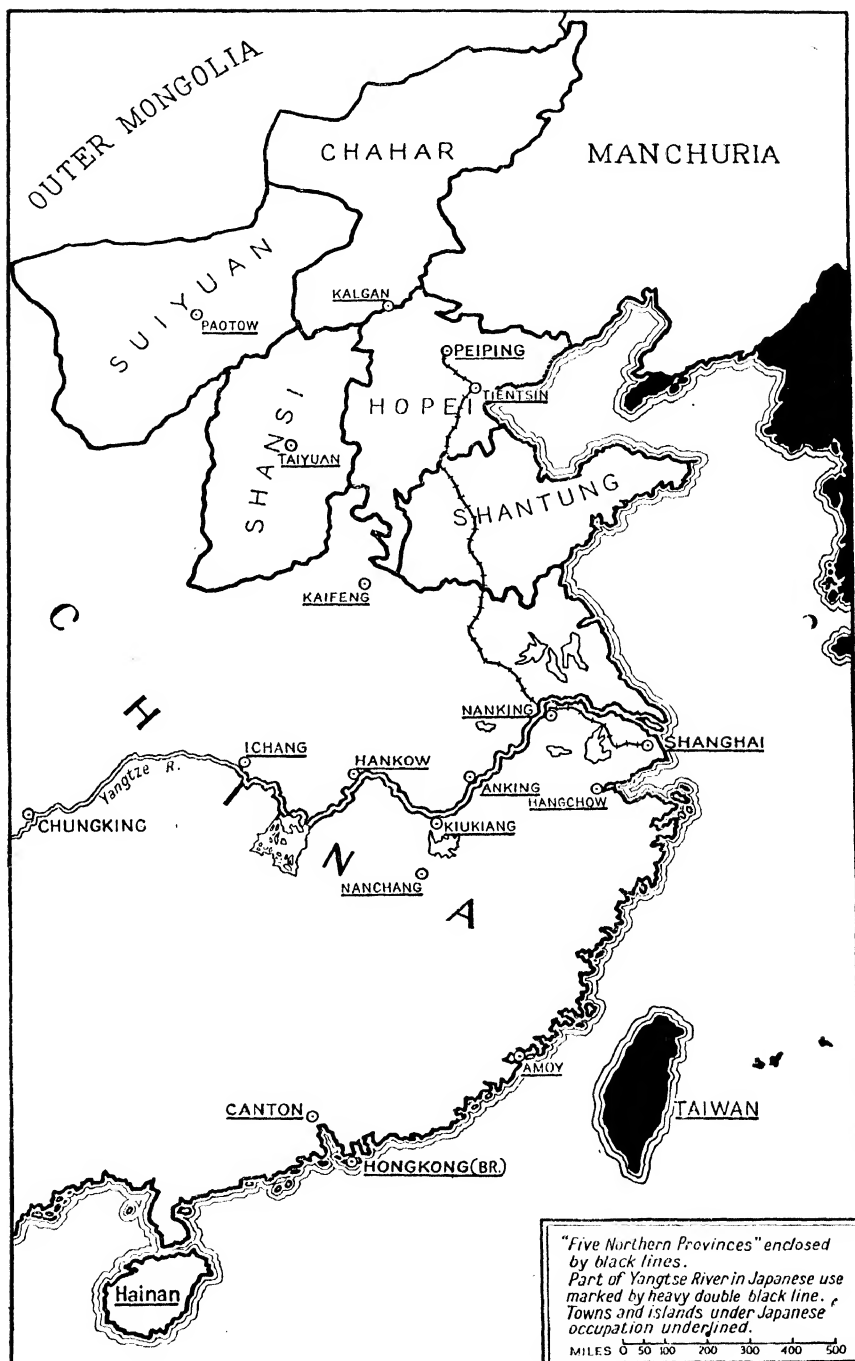 OUTER MONGOLIA
CHAHAR
MANCHURIA
SUIYUAN
KALGAN
PAOTOW
PEIPING
TIENTSIN
HOPEI
SHANSI
TAIYUAN
SHANTUNG
KAIFENG
CHINA
NANKING
SHANGHAI
ICHANG
HANKOW
Yangtze R.
ANKING
HANGCHOW
CHUNGKING
KIUKIANG
NANCHANG
AMOY
CANTON
TAIWAN
HONGKONG (BR.)
Hainan
"Five Northern Provinces" enclosed
by black lines.
Part of Yangtse River in Japanese use
marked by heavy double black line.
Towns and islands under Japanese
occupation underlined.
MILES 0 50 100 200 300 400 500